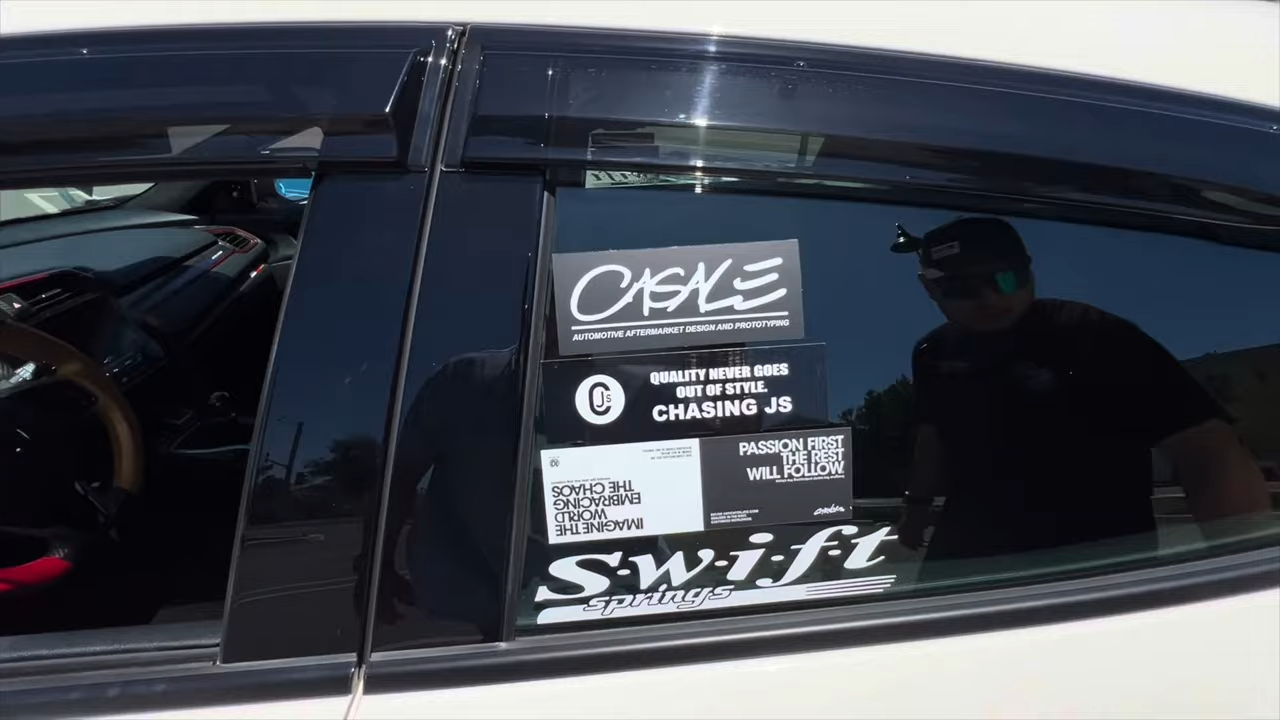 CASALE
AUTOMOTIVE AFTERMARKET DESIGN AND PROTOTYPING
CJS
QUALITY NEVER GOES
OUT OF STYLE.
CHASING JS
IMAGINE THE
WORLD
EMBRACING
THE CHAOS
PASSION FIRST
THE REST
WILL FOLLOW
S·w·i·f·t
springs